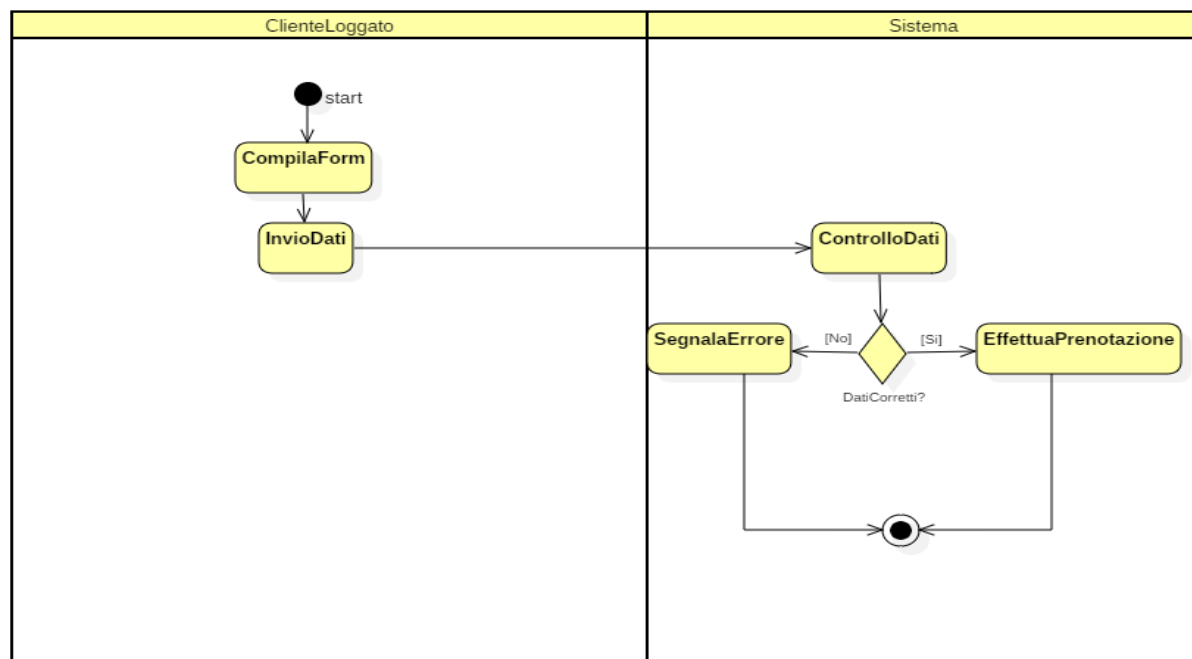 ClienteLoggato
Sistema
start
CompilaForm
InvioDati
ControlloDati
SegnalaErrore
[No]
[Si]
EffettuaPrenotazione
DatiCorretti?